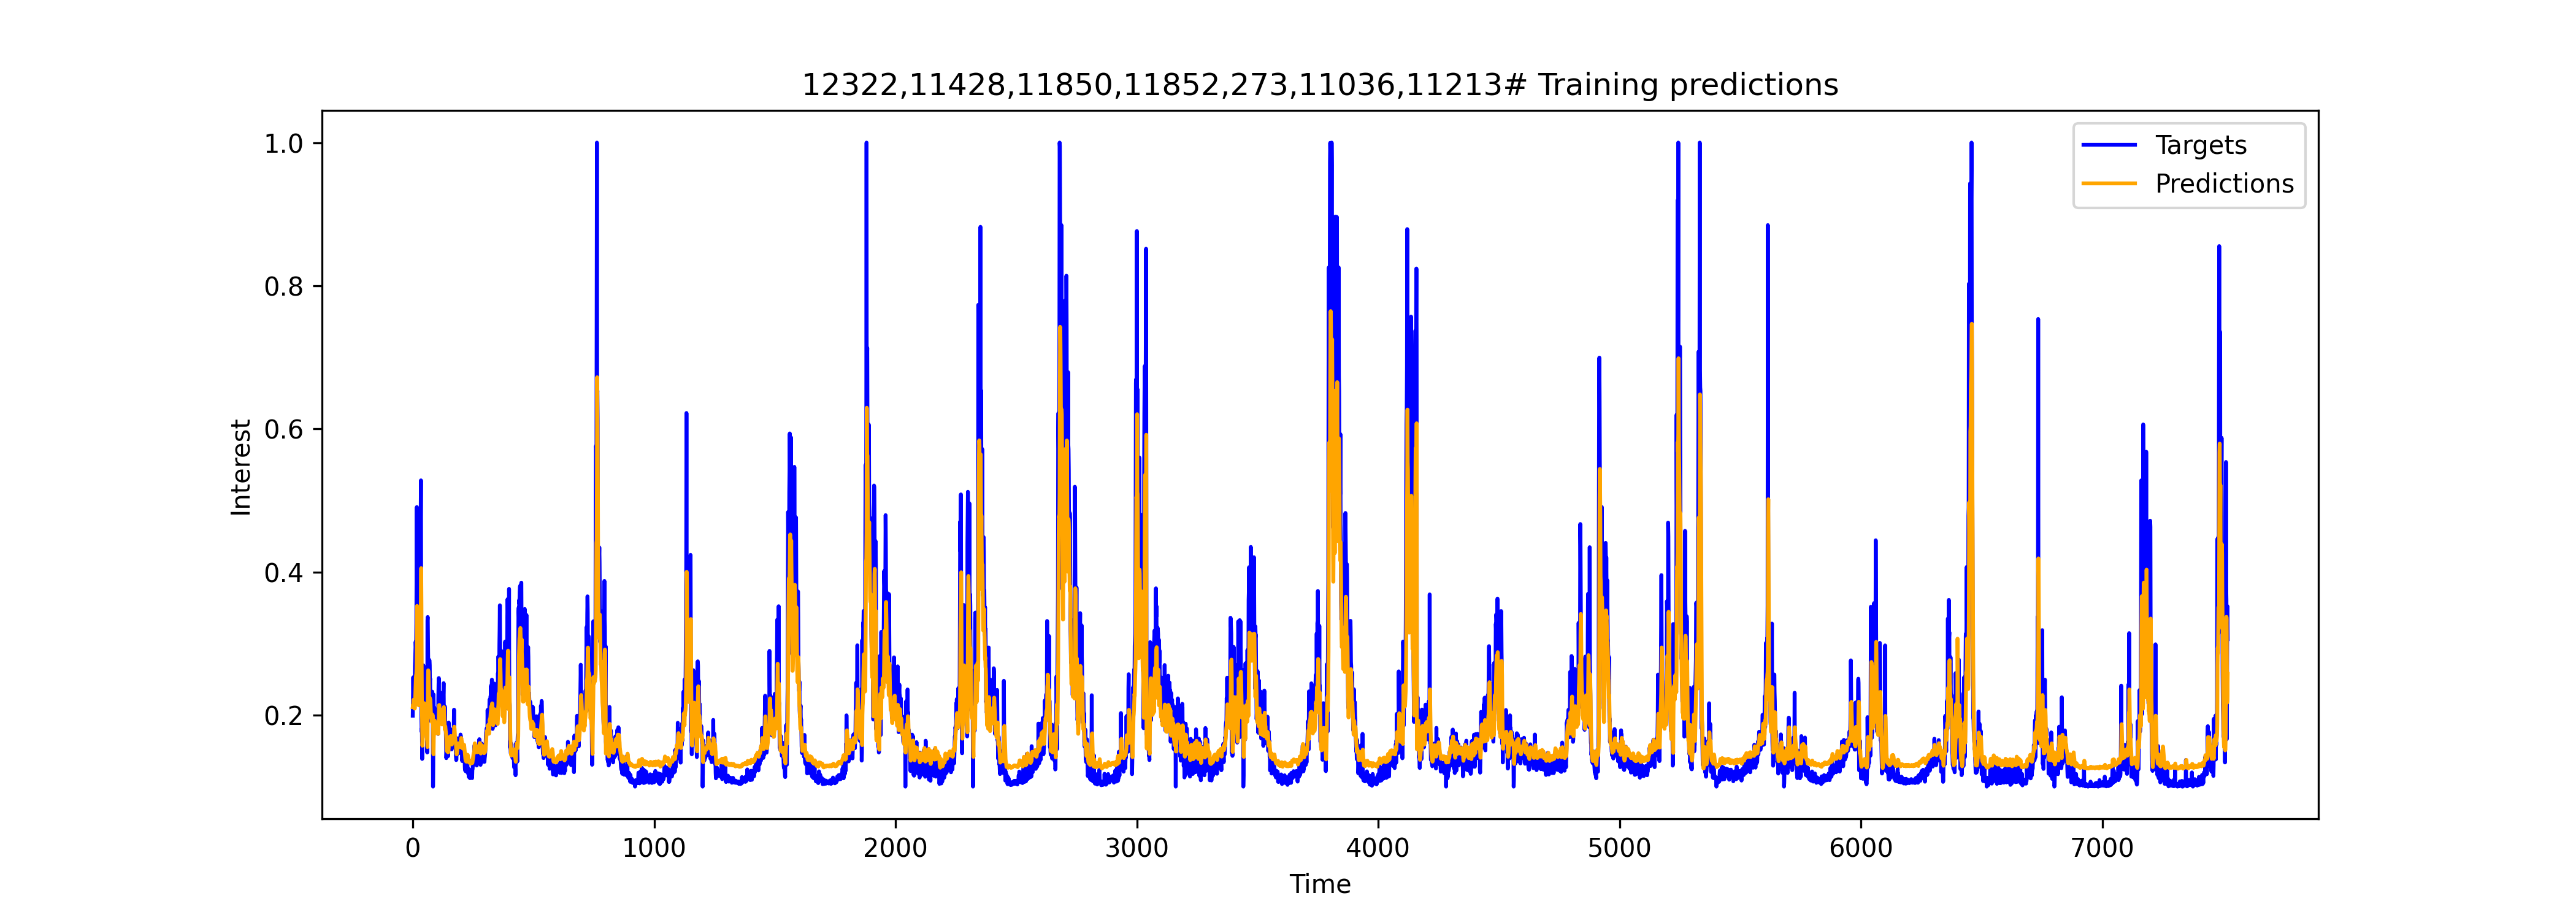 12322,11428,11850,11852,273,11036,11213# Training predictions
1.0
0.8
0.6
0.4
0.2
Interest
Targets
Predictions
0 1000 2000 3000 4000 5000 6000 7000
Time